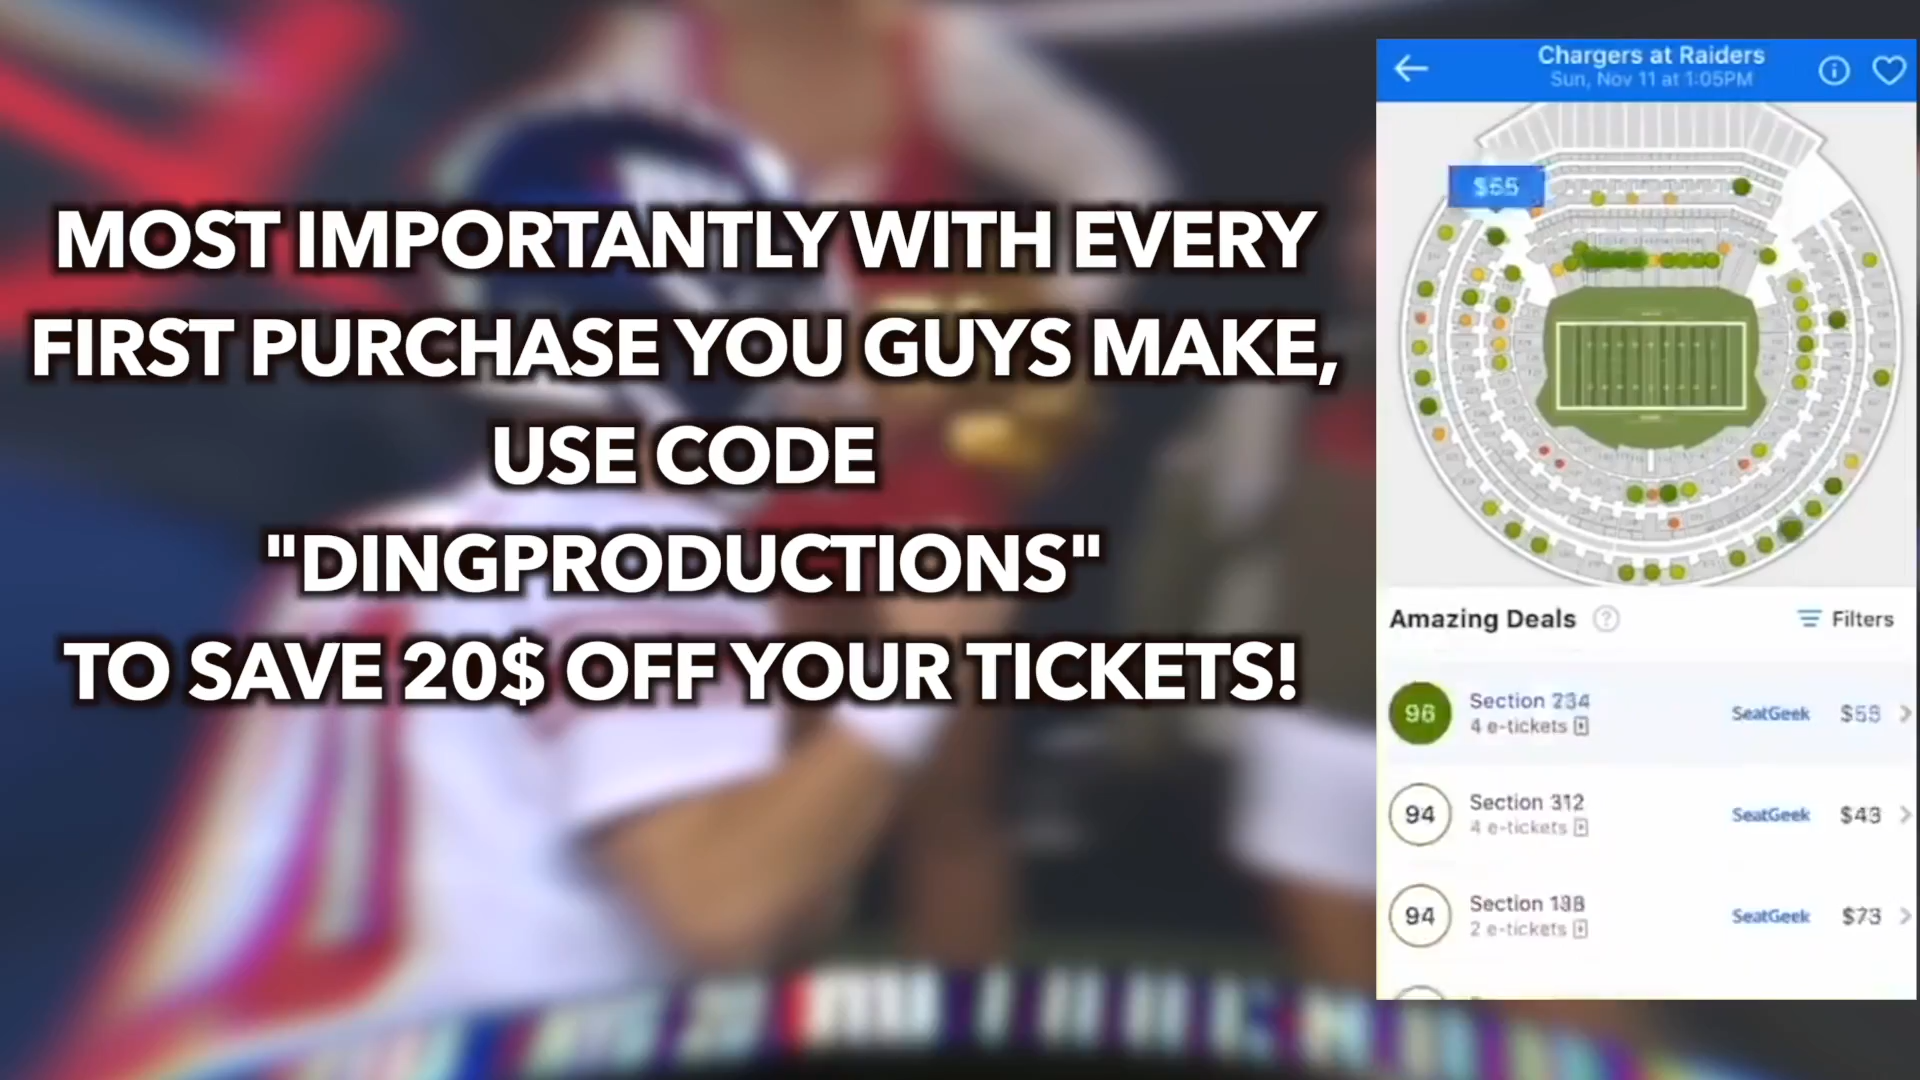 MOST IMPORTANTLY WITH EVERY
FIRST PURCHASE YOU GUYS MAKE,
USE CODE
"DINGPRODUCTIONS"
TO SAVE 20$ OFF YOUR TICKETS!
Chargers at Raiders
Sun, Nov 11 at 1:05PM
Amazing Deals
Filters
96
Section 234
4 e-tickets
SeatGeek
94
Section 312
4 e-tickets
SeatGeek $43
94
Section 138
2 e-tickets
SeatGeek $73